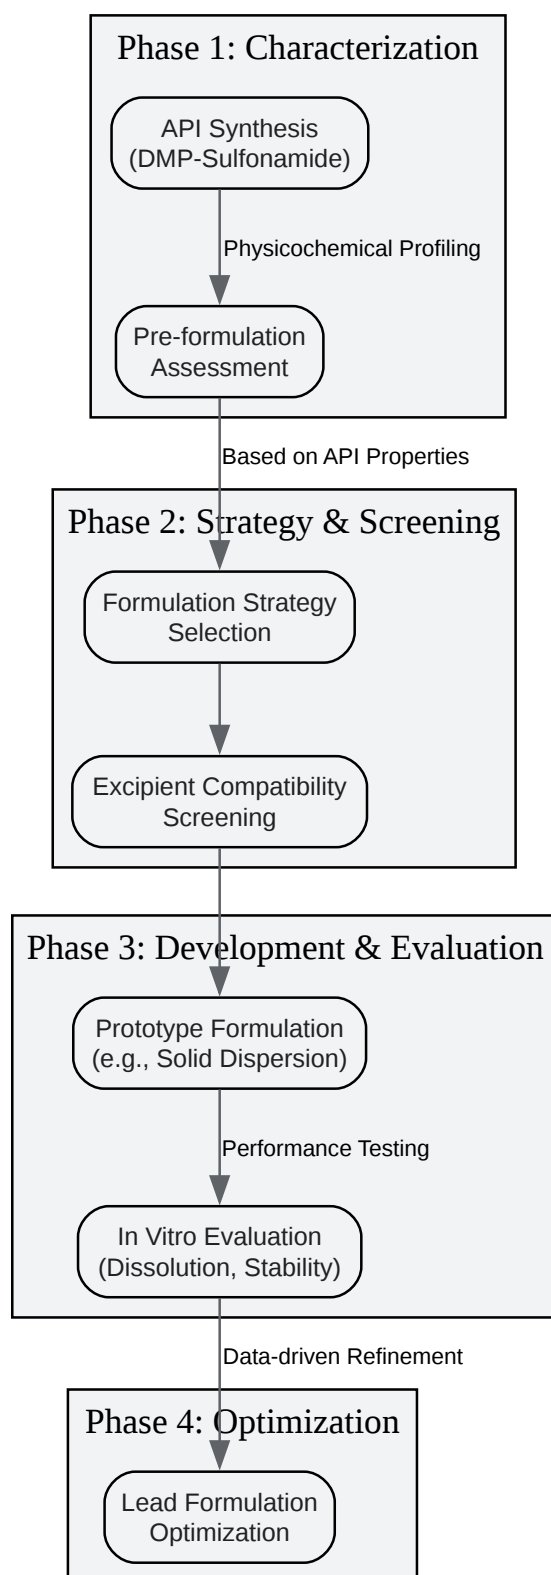 Phase 1: Characterization
API Synthesis
(DMP-Sulfonamide)
Physicochemical Profiling
Pre-formulation
Assessment
Based on API Properties
Phase 2: Strategy & Screening
Formulation Strategy
Selection
Excipient Compatibility
Screening
Phase 3: Development & Evaluation
Prototype Formulation
(e.g., Solid Dispersion)
Performance Testing
In Vitro Evaluation
(Dissolution, Stability)
Data-driven Refinement
Phase 4: Optimization
Lead Formulation
Optimization